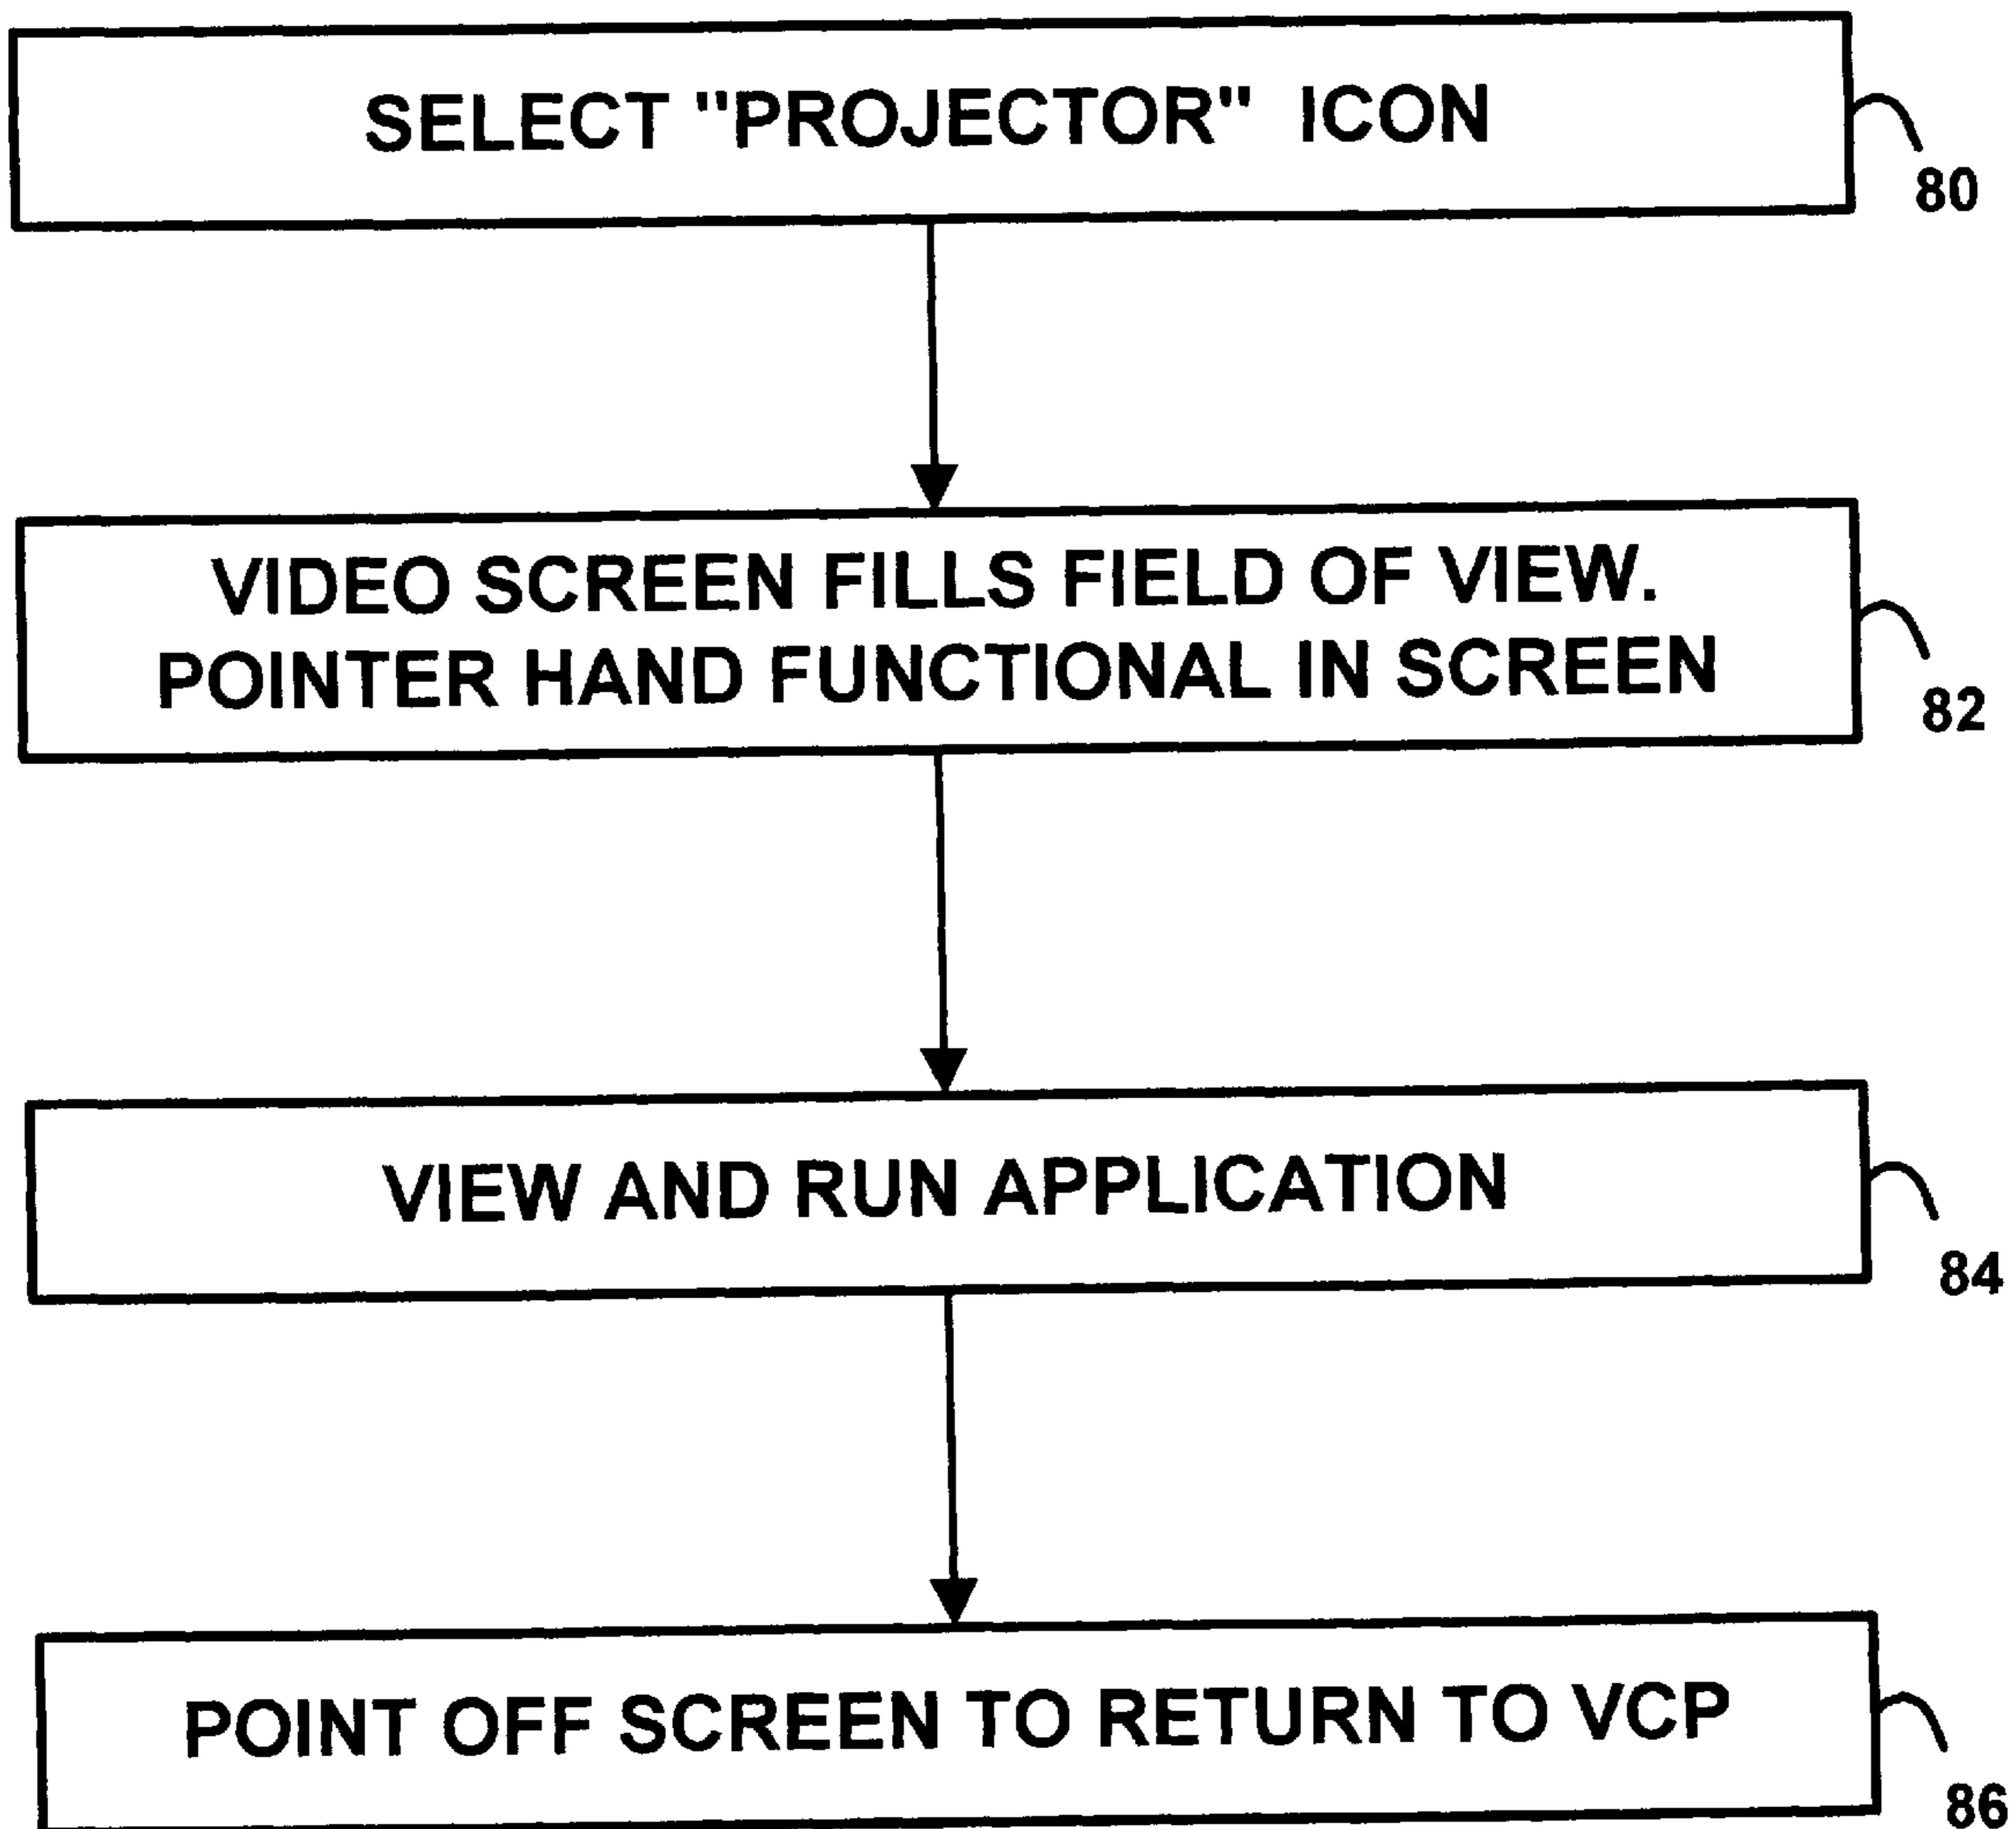 SELECT "PROJECTOR" ICON
80
VIDEO SCREEN FILLS FIELD OF VIEW.
POINTER HAND FUNCTIONAL IN SCREEN
82
VIEW AND RUN APPLICATION
84
POINT OFF SCREEN TO RETURN TO VCP
86